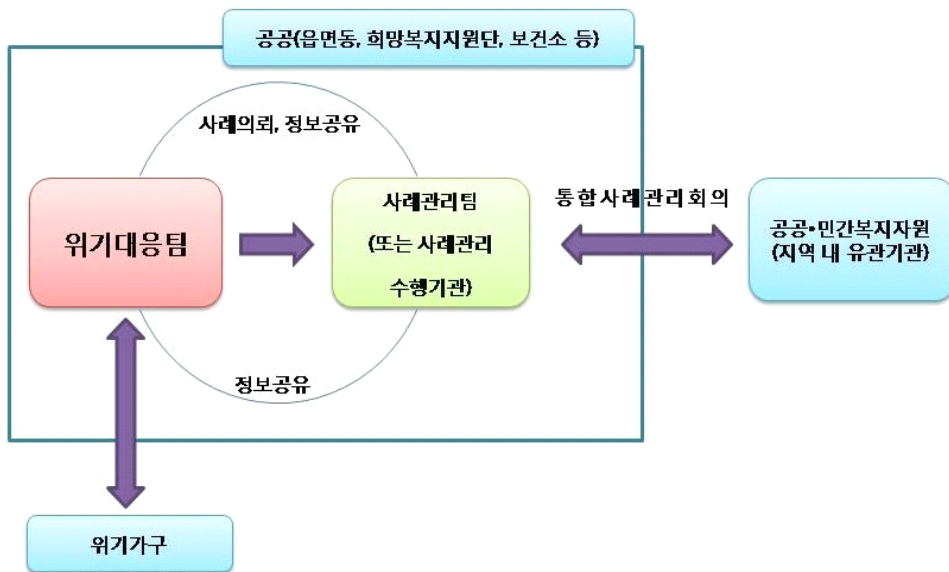 공공(읍면동, 희망복지지원단, 보건소 등)
사례의뢰, 정보공유
위기대응팀
사례관리팀
(또는 사례관리
수행기관)
통합사례관리회의
공공•민간복지자원
(지역 내 유관기관)
정보공유
위기가구